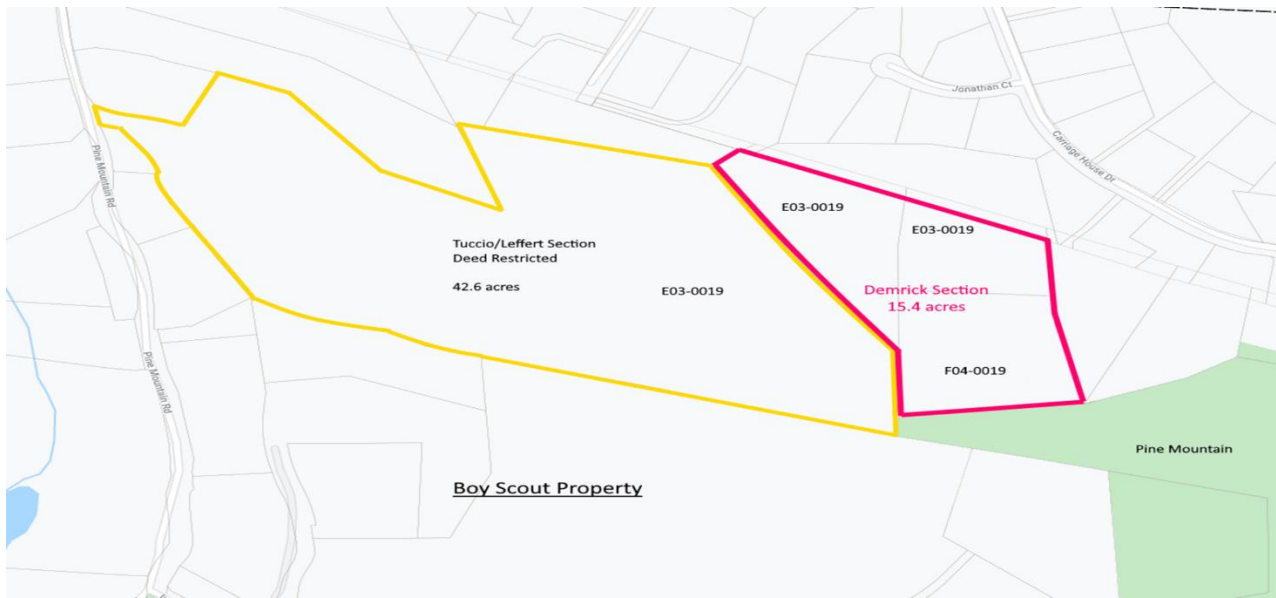 Jonathan Ct
Carriage House Dr
Pine Mountain Rd
E03-0019
E03-0019
Tuccio/Leffert Section
Deed Restricted
42.6 acres
E03-0019
Demrick Section
15.4 acres
Pine Mountain Rd
F04-0019
Pine Mountain
Boy Scout Property